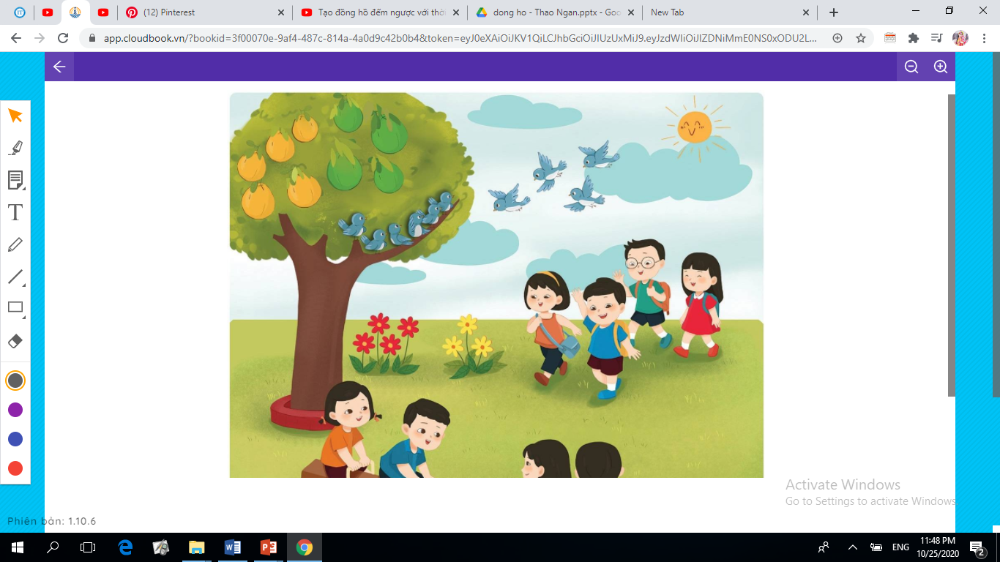 (12) Pinterest
Tạo đồng hồ đếm ngược với thời
dong ho - Thao Ngan.pptx - Goo
New Tab
app.cloudbook.vn/?bookid=3f00070e-9af4-487c-814a-4a0d9c42b0b4&token=eyJ0eXAiOiJKV1QiLCJhbGciOiJIUzUxMiJ9.eyJzdWIiOiJlZDNiMmE0NS0xODU2L...
T
Activate Windows
Go to Settings to activate Windows
Phiên bản: 1.10.6
ENG
11:48 PM
10/25/2020
2